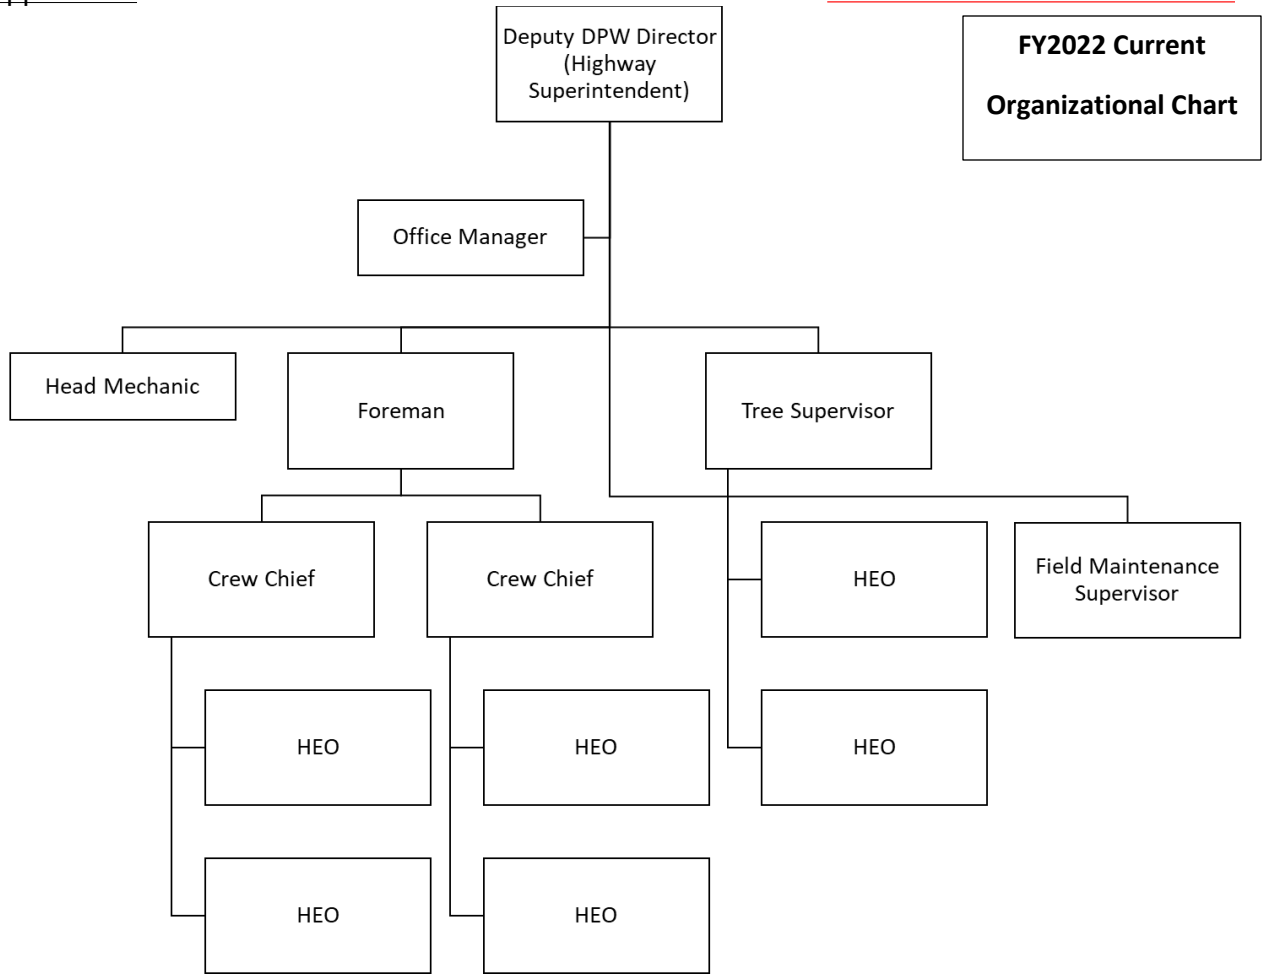 Deputy DPW Director
(Highway
Superintendent)
FY2022 Current
Organizational Chart
Office Manager
Head Mechanic
Foreman
Tree Supervisor
Crew Chief
Crew Chief
HEO
Field Maintenance
Supervisor
HEO
HEO
HEO
HEO
HEO